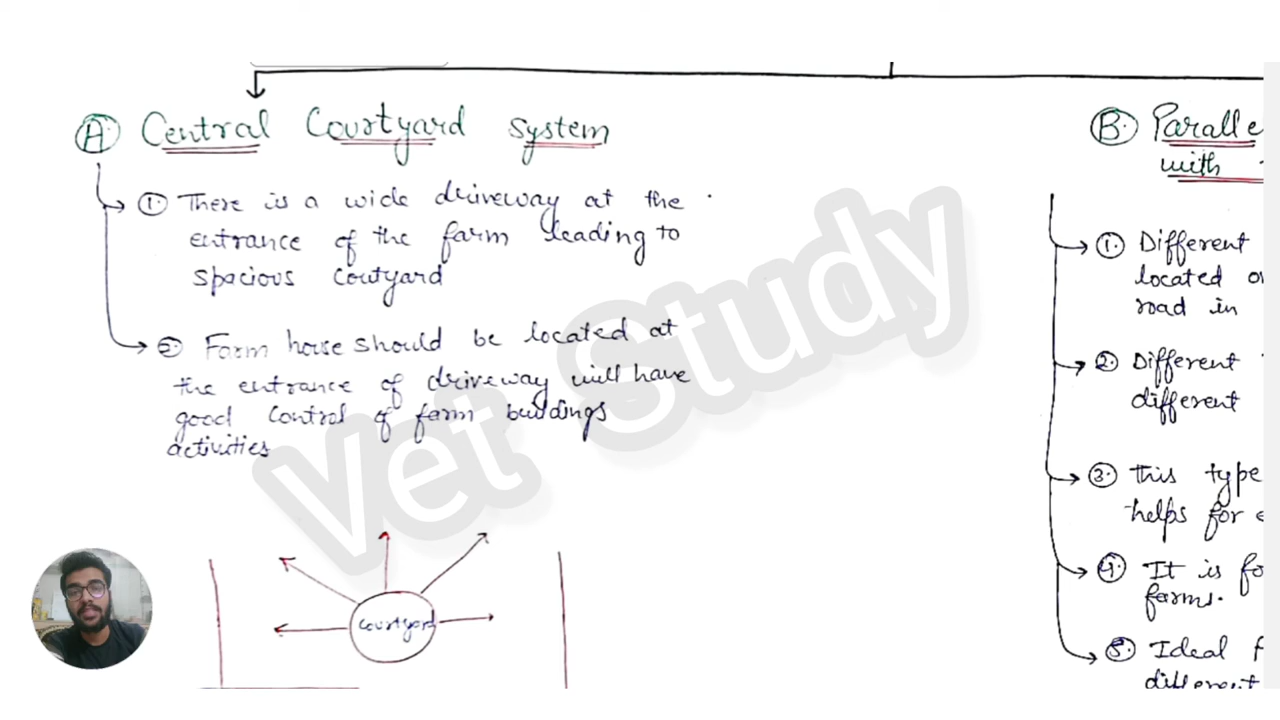 A Central Courtyard System
1. There is a wide driveway at the
entrance of the farm leading to
spacious coutyard
2. Farm house should be located at
the entrance of driveway will have
good control of farm buildings
activities
Courtyard
B. Paralle
with
1. Different
located
road in
2. Different
different
3. this type
helps for
4. It is fo
farms.
5. Ideal f
different
Vet Study